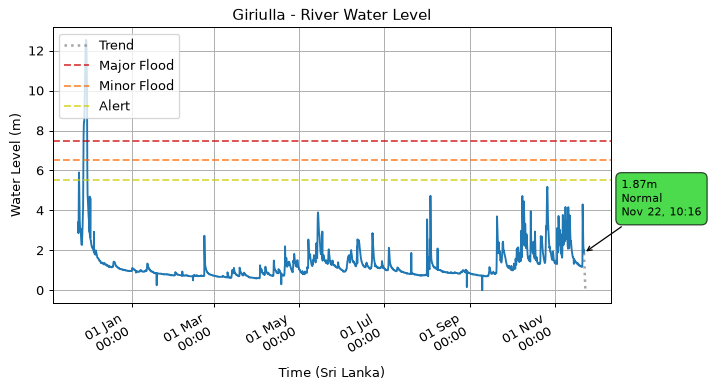 Giriulla - River Water Level
Trend
Major Flood
Minor Flood
Alert
Water Level (m)
12
10
8
6
4
2
0
1.87m
Normal
Nov 22, 10:16
01 Jan
00:00
01 Mar
00:00
01 May
00:00
01 Jul
00:00
01 Sep
00:00
01 Nov
00:00
Time (Sri Lanka)